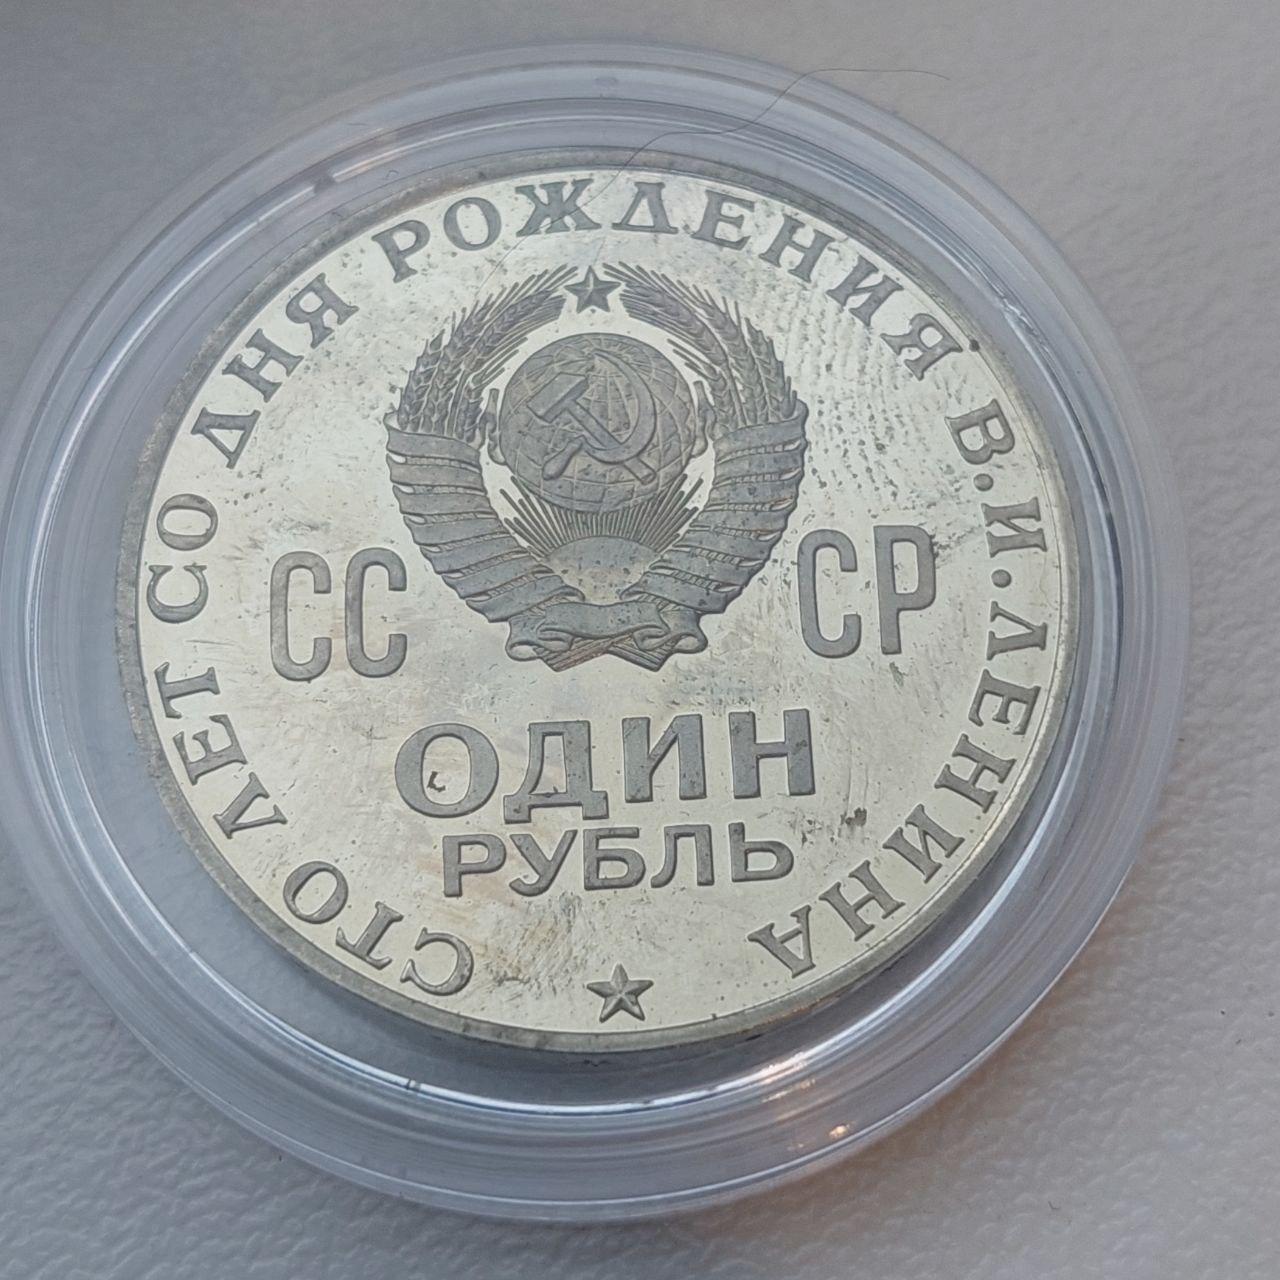 СТО ЛЕТ СО ДНЯ РОЖДЕНИЯ В.И.ЛЕНИНА
СС СР
ОДИН
РУБЛЬ